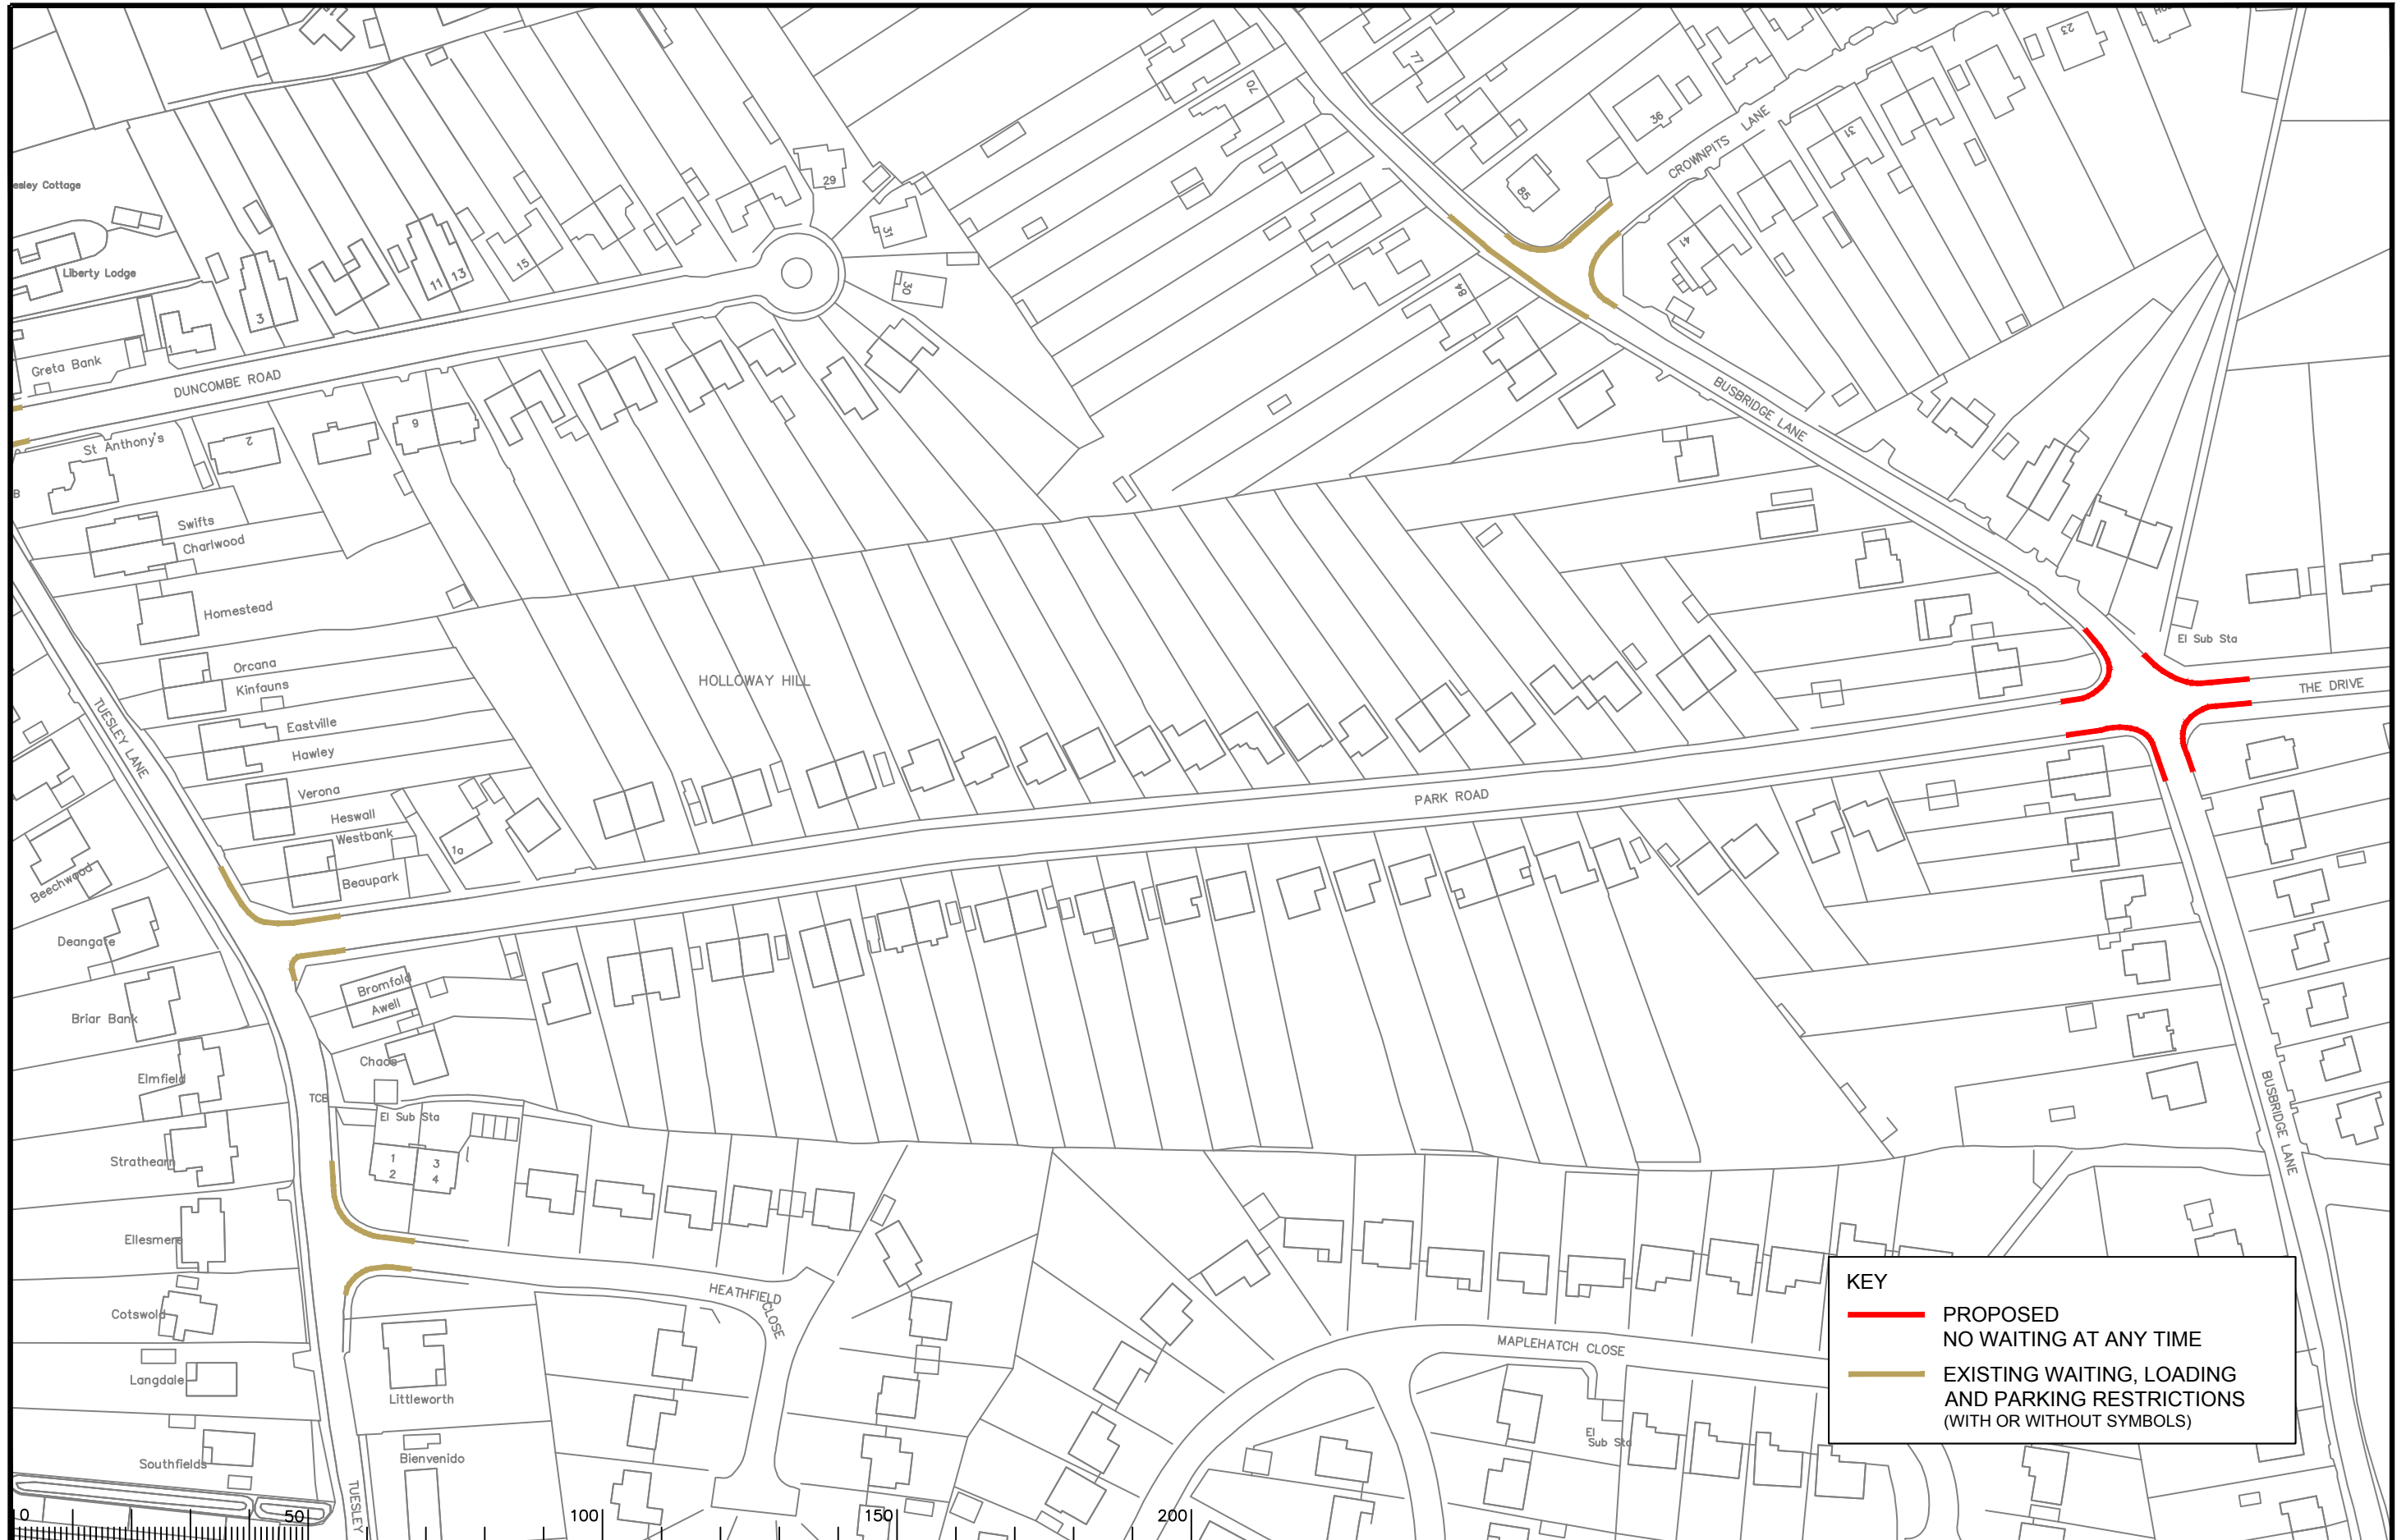 77
70
23
36
CROWNPITS LANE
31
85
41
84
esley Cottage
29
31
30
Liberty Lodge
3
11
13
15
Greta Bank
DUNCOMBE ROAD
St Anthony's
2
9
B
Swifts
Charlwood
Homestead
BUSBRIDGE LANE
El Sub Sta
THE DRIVE
Orcana
Kinfauns
HOLLOWAY HILL
TUESLEY LANE
Eastville
Hawley
Verona
Heswall
Westbank
1a
Beaupark
PARK ROAD
Beechwood
Deangate
Bromfold
Awell
Briar Bank
Chaos
Elmfield
TCB
El Sub Sta
1
2
3
4
Strathearn
BUSBRIDGE LANE
Ellesmere
HEATHFIELD
CLOSE
Cotswold
MAPLEHATCH CLOSE
Langdale
Littleworth
El
Sub Sta
Bienvenido
Southfields
TUESLEY
0
50
100
150
200
KEY
PROPOSED
NO WAITING AT ANY TIME
EXISTING WAITING, LOADING
AND PARKING RESTRICTIONS
(WITH OR WITHOUT SYMBOLS)